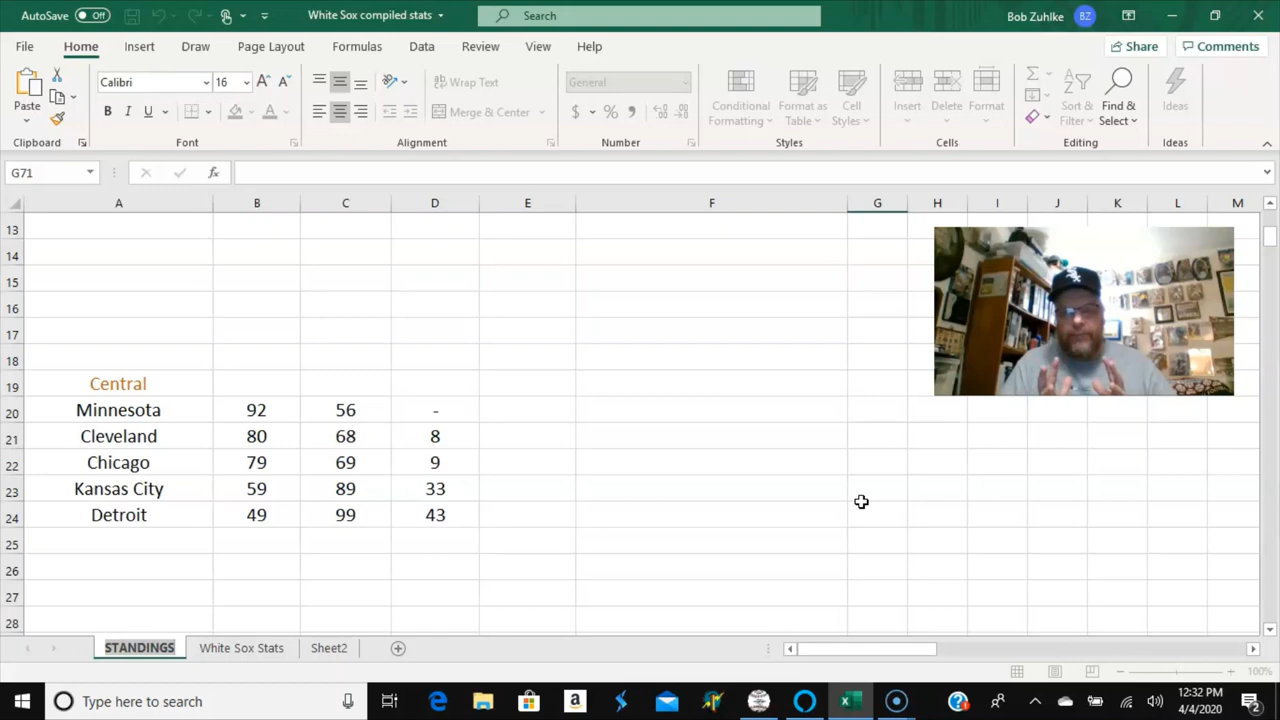 AutoSave Off White Sox compiled stats Search Bob Zuhlke BZ
File Home Insert Draw Page Layout Formulas Data Review View Help Share Comments
Paste Calibri 16 Wrap Text General Conditional Format as Cell Insert Delete Format Sort & Find & Ideas
B I U Merge & Center $ % Formatting Table Styles Filter Select
Clipboard Font Alignment Number Styles Cells Editing Ideas
G71 fx
A B C D E F G H I J K L M
13
14
15
16
17
18
19 Central
20 Minnesota 92 56 -
21 Cleveland 80 68 8
22 Chicago 79 69 9
23 Kansas City 59 89 33
24 Detroit 49 99 43
25
26
27
28
STANDINGS White Sox Stats Sheet2
100%
Type here to search 12:32 PM
4/4/2020